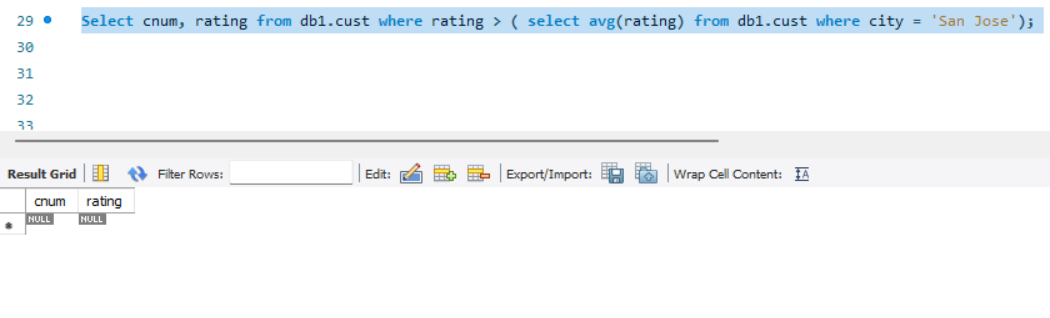 29 Select cnum, rating from db1.cust where rating > ( select avg(rating) from db1.cust where city = 'San Jose');
30
31
32
33
Result Grid Filter Rows: Edit: Export/Import: Wrap Cell Content: IA
cnum rating
NULL NULL